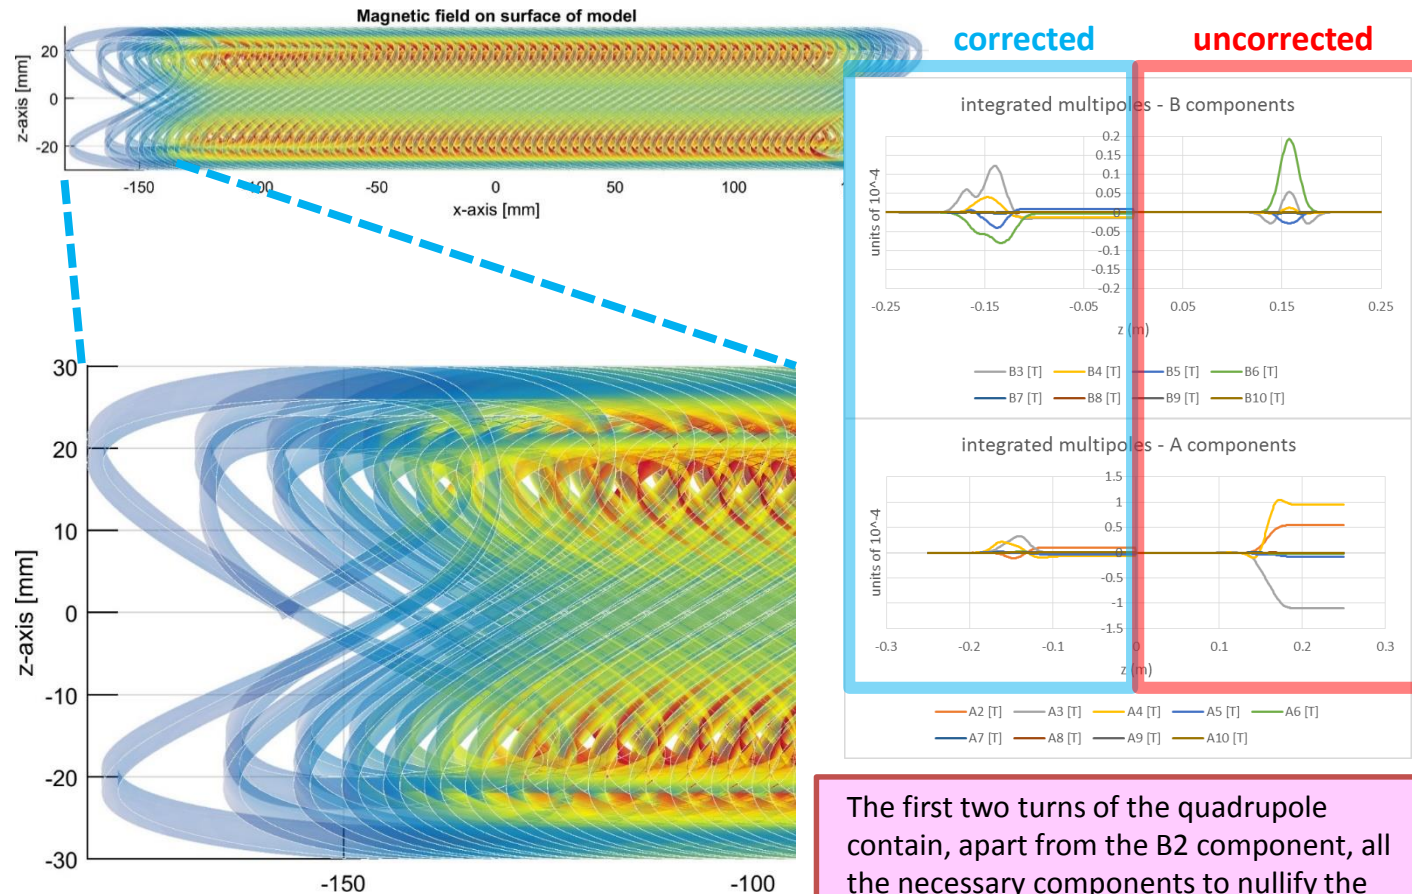 Magnetic field on surface of model
z-axis [mm]
20
0
-20
-150
-100
-50
0
50
100
x-axis [mm]
30
20
10
0
-10
-20
-30
z-axis [mm]
-150
-100
corrected
uncorrected
integrated multipoles - B components
units of 10^-4
0.2
0.15
0.1
0.05
0
-0.05
-0.1
-0.15
-0.2
-0.25
-0.15
-0.05
0.05
0.15
0.25
z (m)
B3 [T] B4 [T] B5 [T] B6 [T]
B7 [T] B8 [T] B9 [T] B10 [T]
integrated multipoles - A components
units of 10^-4
1.5
1
0.5
0
-0.5
-1
-1.5
-0.3
-0.2
-0.1
0
0.1
0.2
0.3
z (m)
A2 [T] A3 [T] A4 [T] A5 [T] A6 [T]
A7 [T] A8 [T] A9 [T] A10 [T]
The first two turns of the quadrupole
contain, apart from the B2 component, all
the necessary components to nullify the